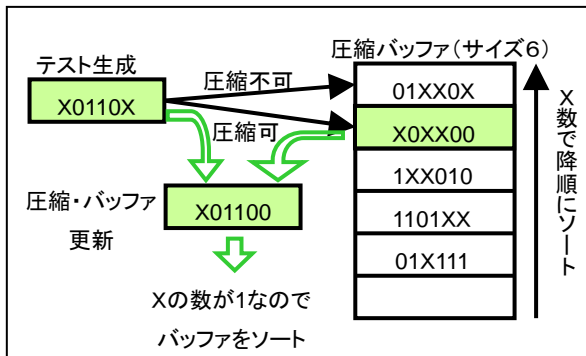 テスト生成
X0110X
圧縮不可
圧縮可
圧縮バッファ(サイズ6)
01XX0X
X0XX00
1XX010
1101XX
01X111
X数で降順にソート
圧縮・バッファ
更新
X01100
Xの数が1なので
バッファをソート